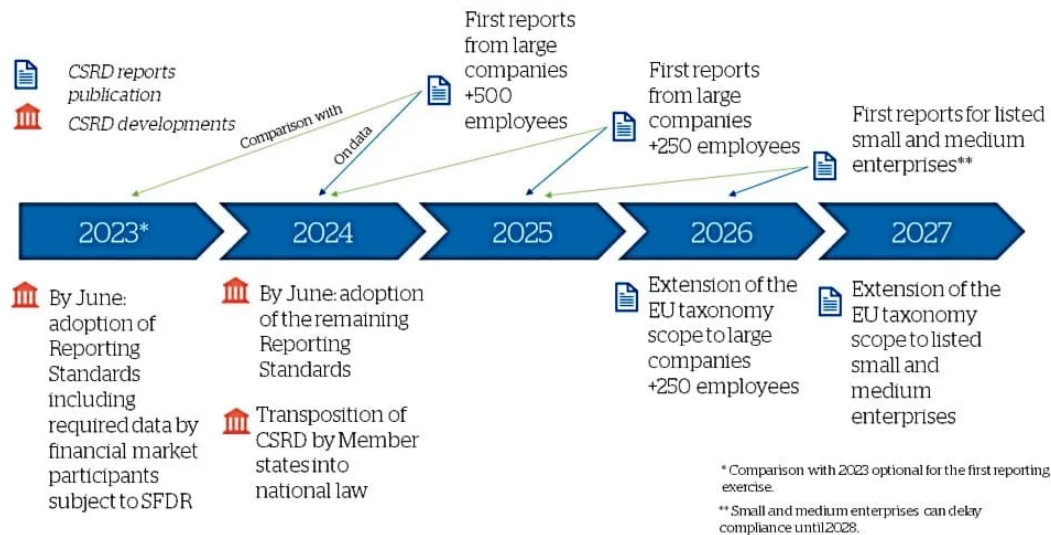 CSRD reports
publication
CSRD developments
Comparison with
On data
First reports
from large
companies
+500
employees
First reports
from large
companies
+250 employees
First reports for listed
small and medium
enterprises**
2023*
2024
2025
2026
2027
By June:
adoption of
Reporting
Standards
including
required data by
financial market
participants
subject to SFDR
By June: adoption
of the remaining
Reporting
Standards
Transposition of
CSRD by Member
states into
national law
Extension of the
EU taxonomy
scope to large
companies
+250 employees
Extension of the
EU taxonomy
scope to listed
small and
medium
enterprises
* Comparison with 2023 optional for the first reporting
exercise.
** Small and medium enterprises can delay
compliance until 2028.